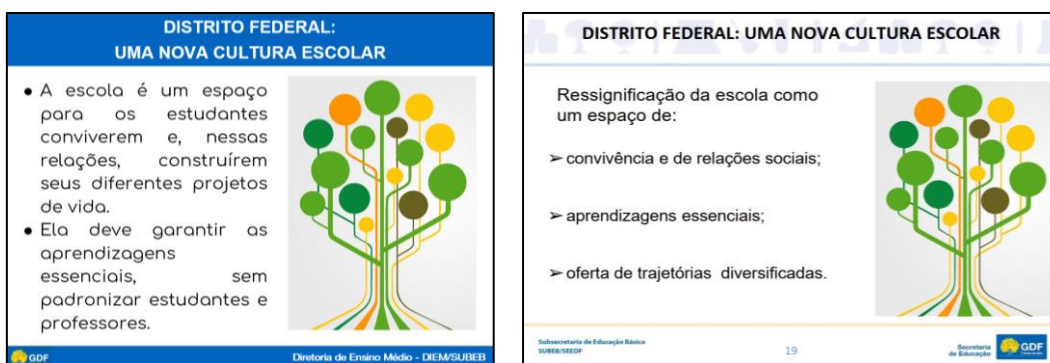 DISTRITO FEDERAL:
UMA NOVA CULTURA ESCOLAR
● A escola é um espaço
para os estudantes
conviverem e, nessas
relações, construírem
seus diferentes projetos
de vida.
● Ela deve garantir as
aprendizagens
essenciais, sem
padronizar estudantes e
professores.
GDF
Diretoria de Ensino Médio - DIEM/SUBEB
DISTRITO FEDERAL: UMA NOVA CULTURA ESCOLAR
Ressignificação da escola como
um espaço de:
➢ convivência e de relações sociais;
➢ aprendizagens essenciais;
➢ oferta de trajetórias diversificadas.
Subsecretaria de Educação Básica
SUBEB/SEEDF
19
Secretaria
de Educação
GDF